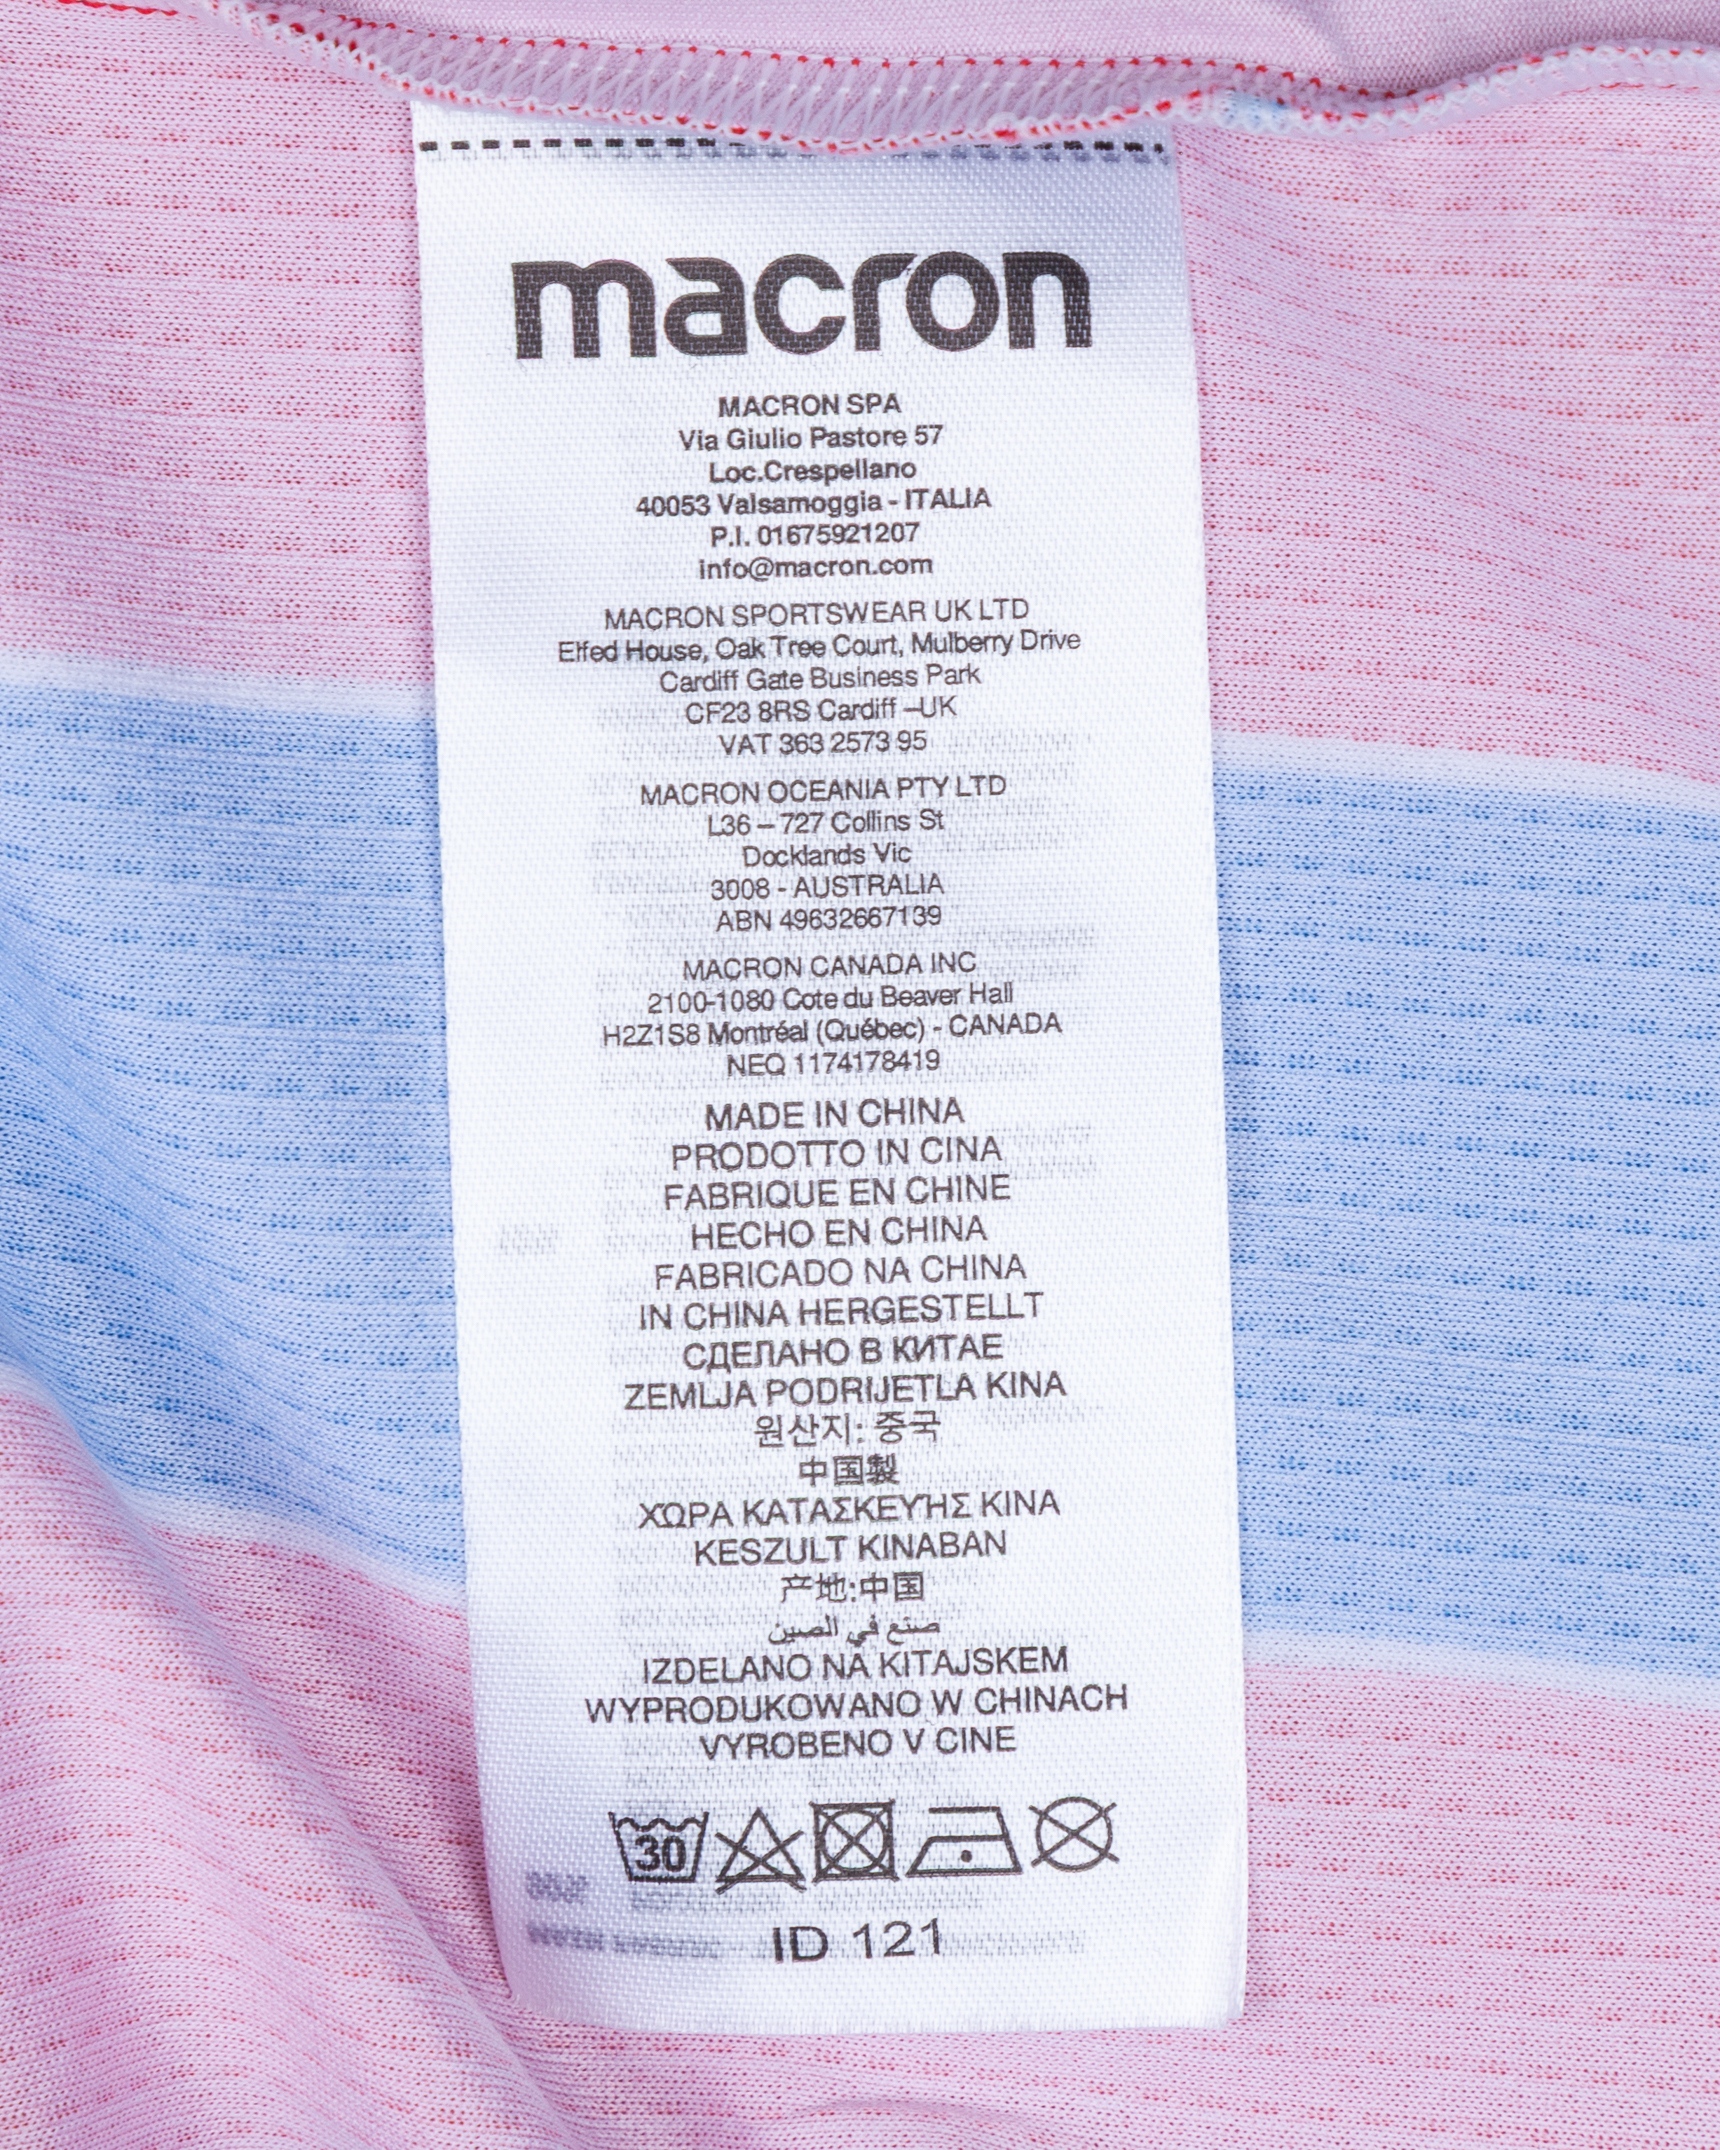 macron
MACRON SPA
Via Giulio Pastore 57
Loc.Crespellano
40053 Valsamoggia - ITALIA
P.I. 01675921207
info@macron.com
MACRON SPORTSWEAR UK LTD
Elfed House, Oak Tree Court, Mulberry Drive
Cardiff Gate Business Park
CF23 8RS Cardiff –UK
VAT 363 2573 95
MACRON OCEANIA PTY LTD
L36 – 727 Collins St
Docklands Vic
3008 - AUSTRALIA
ABN 49632667139
MACRON CANADA INC
2100-1080 Cote du Beaver Hall
H2Z1S8 Montréal (Québec) - CANADA
NEQ 1174178419
MADE IN CHINA
PRODOTTO IN CINA
FABRIQUE EN CHINE
HECHO EN CHINA
FABRICADO NA CHINA
IN CHINA HERGESTELLT
СДЕЛАНО В КИТАЕ
ZEMLJA PODRIJETLA KINA
원산지: 중국
中国製
ΧΩΡΑ ΚΑΤΑΣΚΕΥΉΣ ΚΙΝΑ
KESZULT KINABAN
产地:中国
صنع في الصين
IZDELANO NA KITAJSKEM
WYPRODUKOWANO W CHINACH
VYROBENO V CINE
30
ID 121